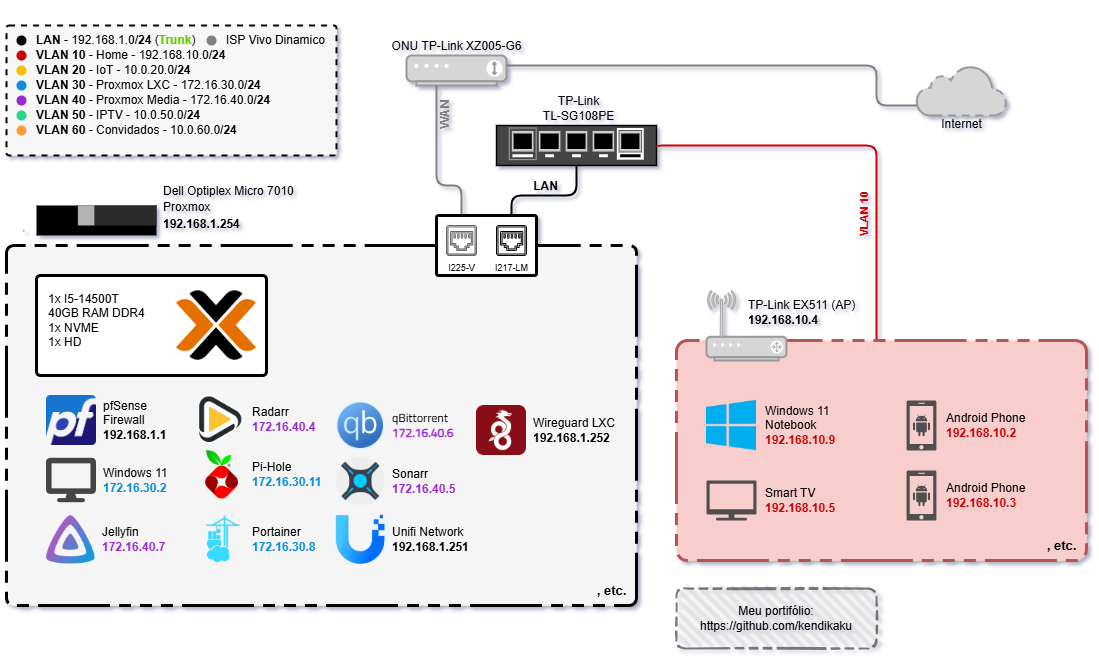 LAN - 192.168.1.0/24 (Trunk) ISP Vivo Dinamico
VLAN 10 - Home - 192.168.10.0/24
VLAN 20 - IoT - 10.0.20.0/24
VLAN 30 - Proxmox LXC - 172.16.30.0/24
VLAN 40 - Proxmox Media - 172.16.40.0/24
VLAN 50 - IPTV - 10.0.50.0/24
VLAN 60 - Convidados - 10.0.60.0/24
ONU TP-Link XZ005-G6
WAN
TP-Link
TL-SG108PE
Internet
LAN
VLAN 10
Dell Optiplex Micro 7010
Proxmox
192.168.1.254
I225-V
I217-LM
1x I5-14500T
40GB RAM DDR4
1x NVME
1x HD
pf
pfSense
Firewall
192.168.1.1
Radarr
172.16.40.4
qb
qBittorrent
172.16.40.6
Wireguard LXC
192.168.1.252
Windows 11
172.16.30.2
Pi-Hole
172.16.30.11
Sonarr
172.16.40.5
Jellyfin
172.16.40.7
Portainer
172.16.30.8
Unifi Network
192.168.1.251
, etc.
TP-Link EX511 (AP)
192.168.10.4
Windows 11
Notebook
192.168.10.9
Android Phone
192.168.10.2
Smart TV
192.168.10.5
Android Phone
192.168.10.3
, etc.
Meu portifólio:
https://github.com/kendikaku